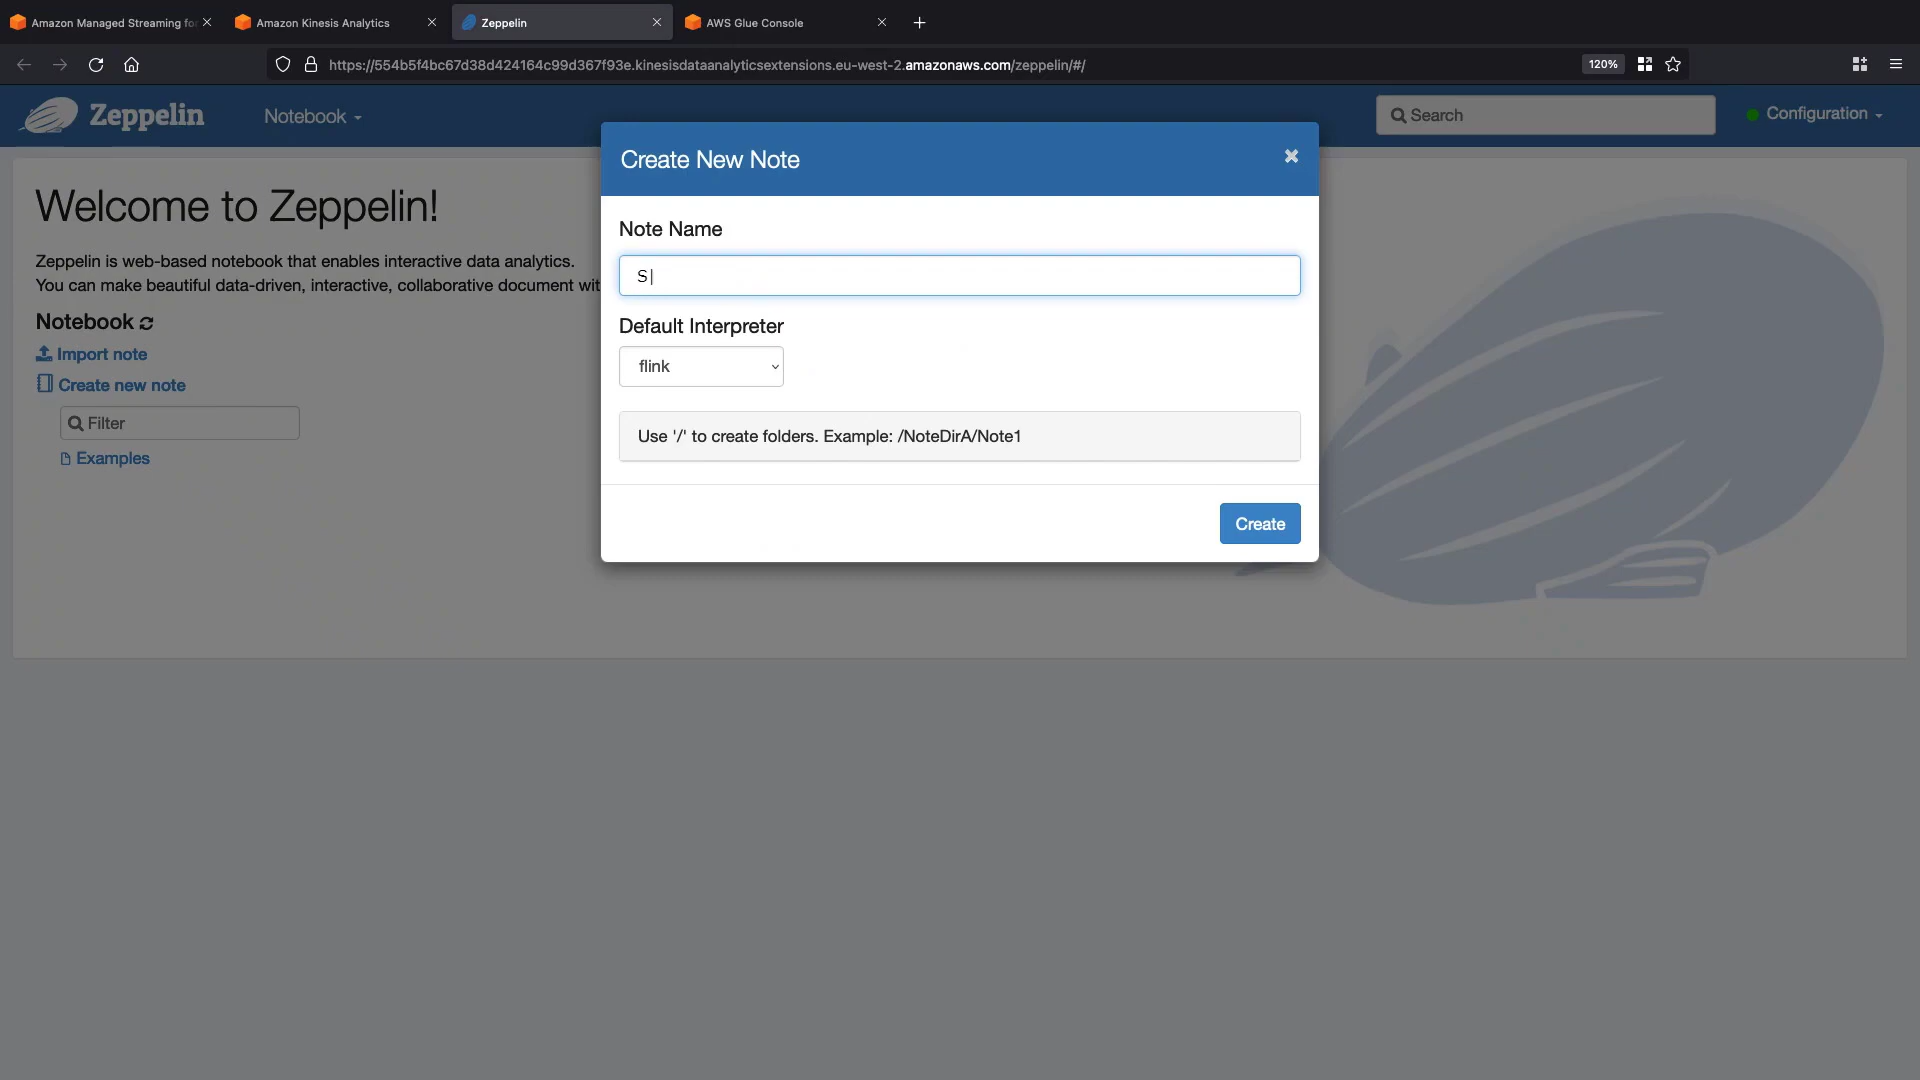 Amazon Managed Streaming fo
Amazon Kinesis Analytics
Zeppelin
AWS Glue Console
https://554b5f4bc67d38d424164c99d367f93e.kinesisdataanalyticsextensions.eu-west-2.amazonaws.com/zeppelin/#/
120%
Zeppelin
Notebook
Search
Configuration
Create New Note
Note Name
S
Default Interpreter
flink
Use '/' to create folders. Example: /NoteDirA/Note1
Create
Welcome to Zeppelin!
Zeppelin is web-based notebook that enables interactive data analytics.
You can make beautiful data-driven, interactive, collaborative document wit
Notebook
Import note
Create new note
Filter
Examples